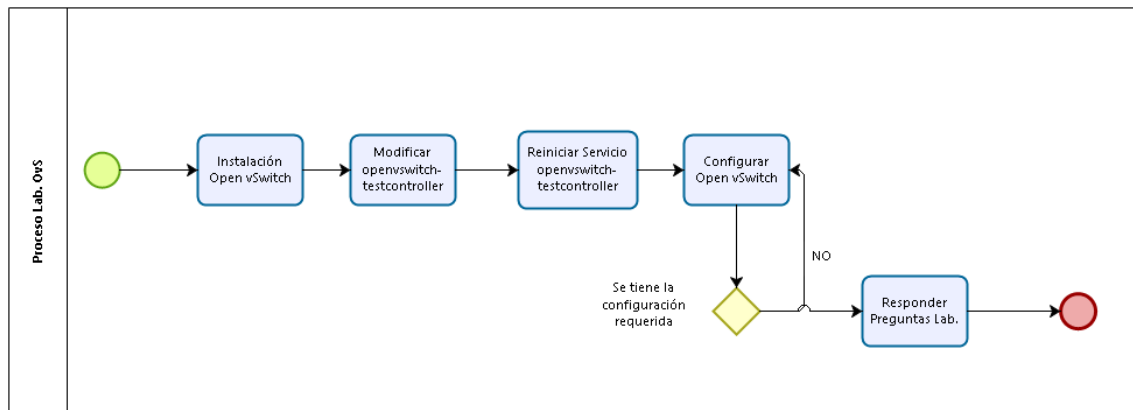 Proceso Lab. OvS
Instalación
Open vSwitch
Modificar
openvswitch-
testcontroller
Reiniciar Servicio
openvswitch-
testcontroller
Configurar
Open vSwitch
Se tiene la
configuración
requerida
NO
Responder
Preguntas Lab.